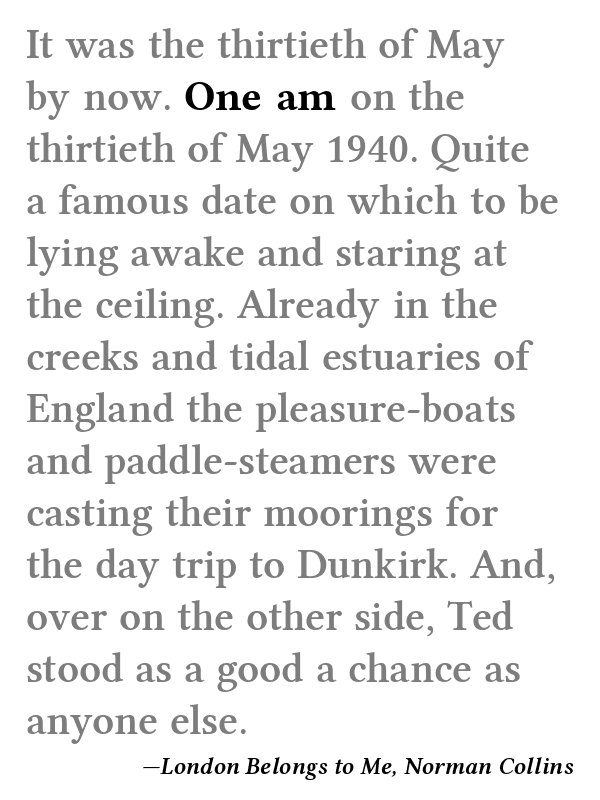 It was the thirtieth of May
by now. One am on the
thirtieth of May 1940. Quite
a famous date on which to be
lying awake and staring at
the ceiling. Already in the
creeks and tidal estuaries of
England the pleasure-boats
and paddle-steamers were
casting their moorings for
the day trip to Dunkirk. And,
over on the other side, Ted
stood as a good a chance as
anyone else.
—London Belongs to Me, Norman Collins